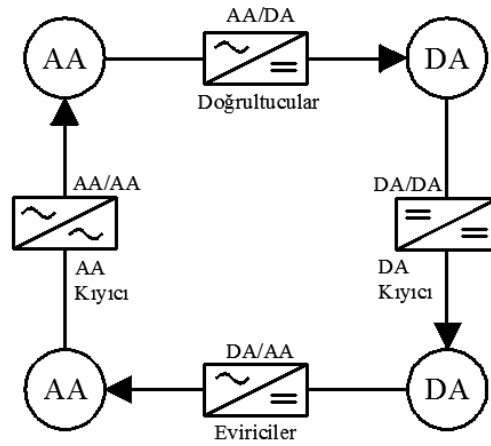 AA/DA
AA
DA
Doğrultucular
AA/AA
DA/DA
AA
Kıyıcı
DA
Kıyıcı
DA/AA
AA
DA
Eviriciler